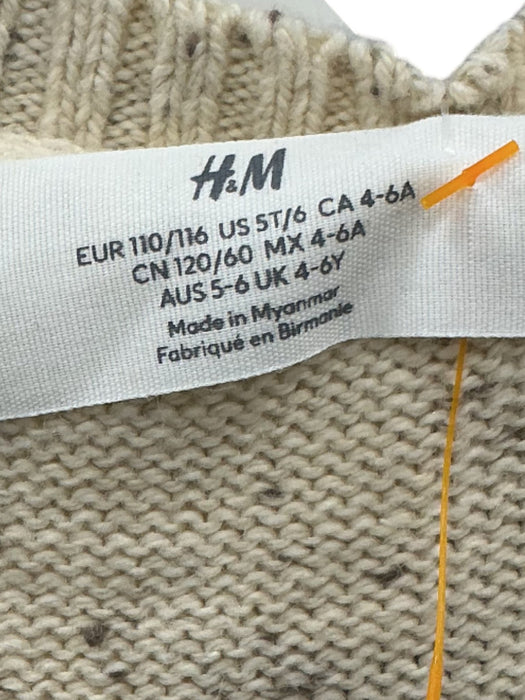 H&M
EUR 110/116 US 5T/6 CA 4-6A
CN 120/60 MX 4-6A
AUS 5-6 UK 4-6Y
Made in Myanmar
Fabriqué en Birmanie